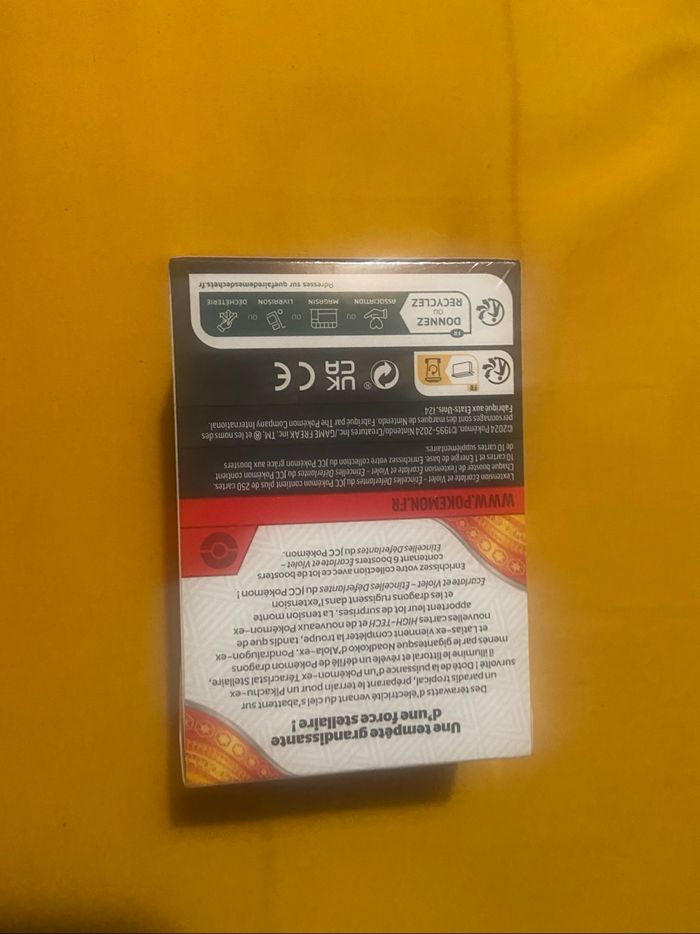 Une tempête grandissante
d'une force stellaire !
Des térawatts d'électricité venant du ciel s'abattent sur
un paradis tropical, préparant le terrain pour un Pikachu-ex
survolté ! Doté de la puissance d'un Pokémon-ex Téracristal Stellaire,
il illumine le littoral et révèle un défilé de Pokémon dragons
menés par le gigantesque Noadkoko d'Alola-ex. Pondralugon-ex
et Latias-ex viennent compléter la troupe, tandis que de
nouvelles cartes HIGH-TECH et de nouveaux Pokémon-ex
apportent leur lot de surprises. La tension monte
et les dragons rugissent dans l'extension
Écarlate et Violet – Étincelles Déferlantes du JCC Pokémon !
Enrichissez votre collection avec ce lot de boosters
contenant 6 boosters Écarlate et Violet –
Étincelles Déferlantes du JCC Pokémon.
WWW.POKEMON.FR
L'extension Écarlate et Violet – Étincelles Déferlantes du JCC Pokémon contient plus de 250 cartes.
Chaque booster de l'extension Écarlate et Violet – Étincelles Déferlantes du JCC Pokémon contient
10 cartes et 1 Énergie de base. Enrichissez votre collection du JCC Pokémon grâce aux boosters
de 10 cartes supplémentaires.
©2024 Pokémon. ©1995-2024 Nintendo/Creatures Inc./GAME FREAK inc. TM, ® et les noms des
personnages sont des marques de Nintendo. Fabriqué par The Pokémon Company International.
Fabriqué aux États-Unis. I24
FR
® UK CA CE
FR
DONNEZ
OU
RECYCLEZ
ASSOCIATION OU MAGASIN OU LIVRAISON OU DÉCHÈTERIE
Adresses sur quefairedemesdechets.fr